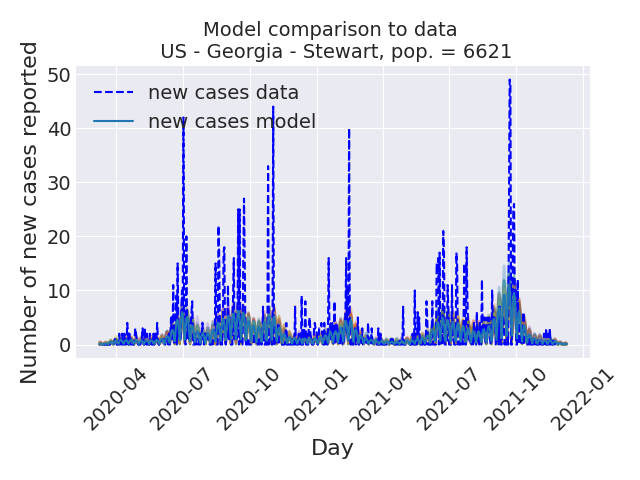 Model comparison to data
US - Georgia - Stewart, pop. = 6621
Number of new cases reported
50
40
30
20
10
0
new cases data
new cases model
2020-04
2020-07
2020-10
2021-01
2021-04
2021-07
2021-10
2022-01
Day